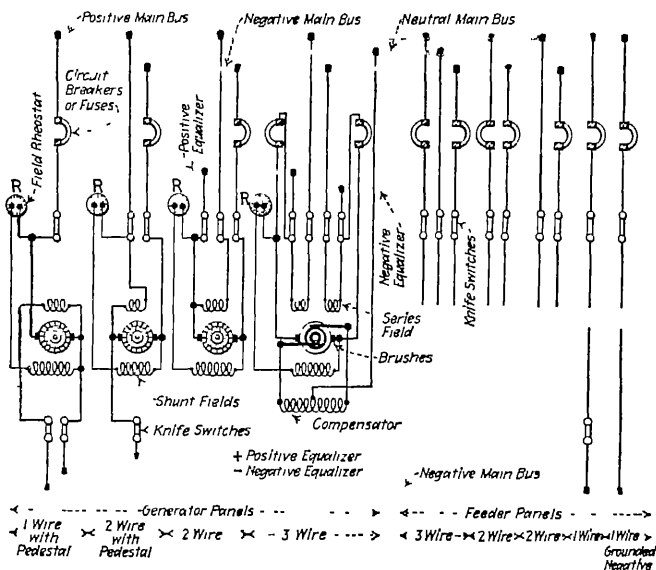 Positive Main Bus
Negative Main Bus
Neutral Main Bus
Circuit
Breakers
or Fuses
Field Rheostat
Positive
Equalizer
R
R
R
R
Negative
Equalizer
Knife Switches
Series
Field
Brushes
Shunt Fields
Knife Switches
Compensator
+ Positive Equalizer
− Negative Equalizer
Negative Main Bus
Generator Panels
Feeder Panels
1 Wire
with
Pedestal
2 Wire
with
Pedestal
2 Wire
3 Wire
3 Wire
2 Wire
2 Wire
1 Wire
1 Wire
Grounded
Negative